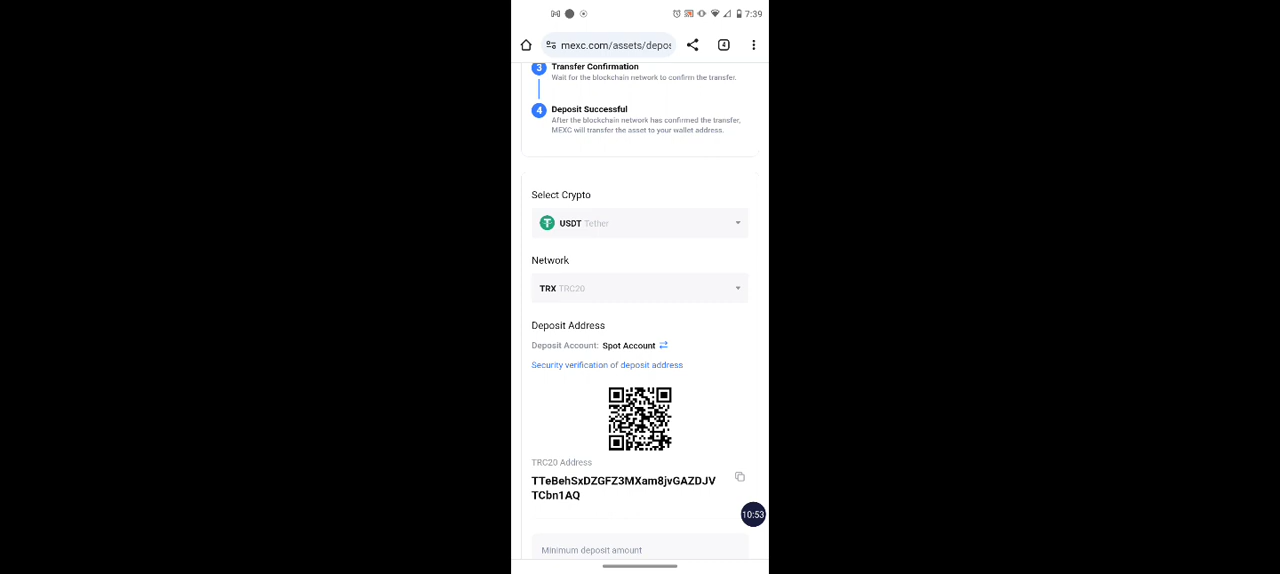 7:39
mexc.com/assets/depos
4
3 Transfer Confirmation
Wait for the blockchain network to confirm the transfer.
4 Deposit Successful
After the blockchain network has confirmed the transfer,
MEXC will transfer the asset to your wallet address.
Select Crypto
USDT Tether
Network
TRX TRC20
Deposit Address
Deposit Account: Spot Account
Security verification of deposit address
TRC20 Address
TTeBehSxDZGFZ3MXam8jvGAZDJV
TCbn1AQ
10:53
Minimum deposit amount